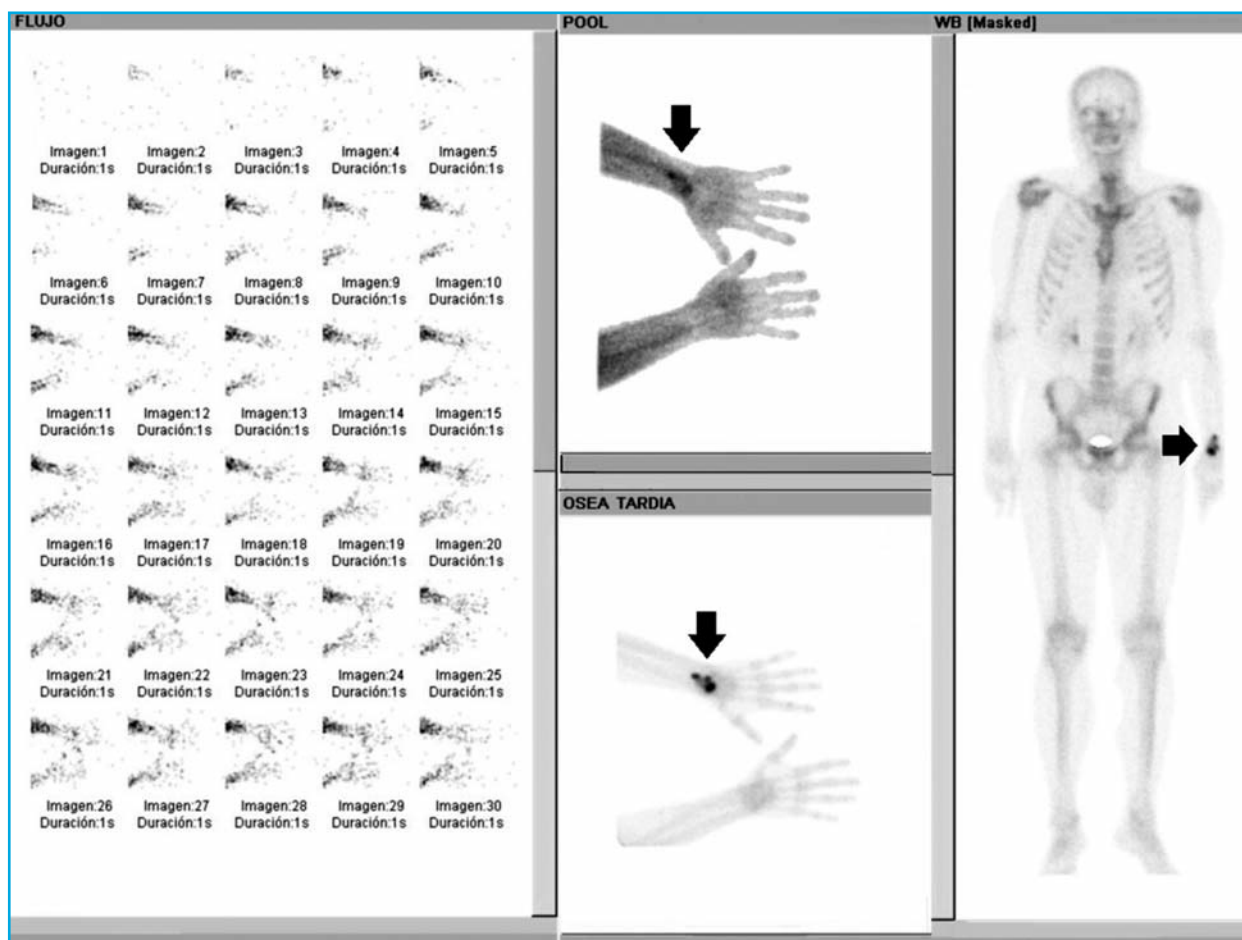 FLUJO
Imagen:1 Imagen:2 Imagen:3 Imagen:4 Imagen:5
Duración:1s Duración:1s Duración:1s Duración:1s Duración:1s
Imagen:6 Imagen:7 Imagen:8 Imagen:9 Imagen:10
Duración:1s Duración:1s Duración:1s Duración:1s Duración:1s
Imagen:11 Imagen:12 Imagen:13 Imagen:14 Imagen:15
Duración:1s Duración:1s Duración:1s Duración:1s Duración:1s
Imagen:16 Imagen:17 Imagen:18 Imagen:19 Imagen:20
Duración:1s Duración:1s Duración:1s Duración:1s Duración:1s
Imagen:21 Imagen:22 Imagen:23 Imagen:24 Imagen:25
Duración:1s Duración:1s Duración:1s Duración:1s Duración:1s
Imagen:26 Imagen:27 Imagen:28 Imagen:29 Imagen:30
Duración:1s Duración:1s Duración:1s Duración:1s Duración:1s
POOL
OSEA TARDIA
WB [Masked]